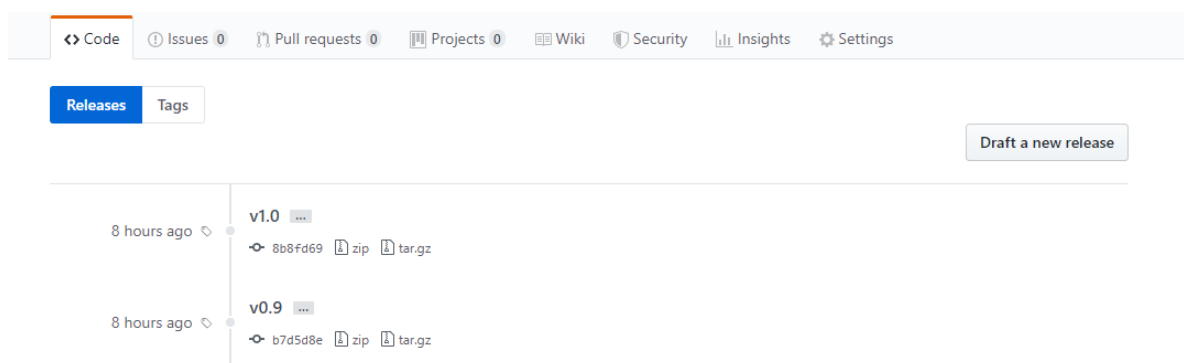 <> Code Issues 0 Pull requests 0 Projects 0 Wiki Security Insights Settings
Releases Tags
Draft a new release
v1.0 ...
8 hours ago
8b8fd69 zip tar.gz
v0.9 ...
8 hours ago
b7d5d8e zip tar.gz